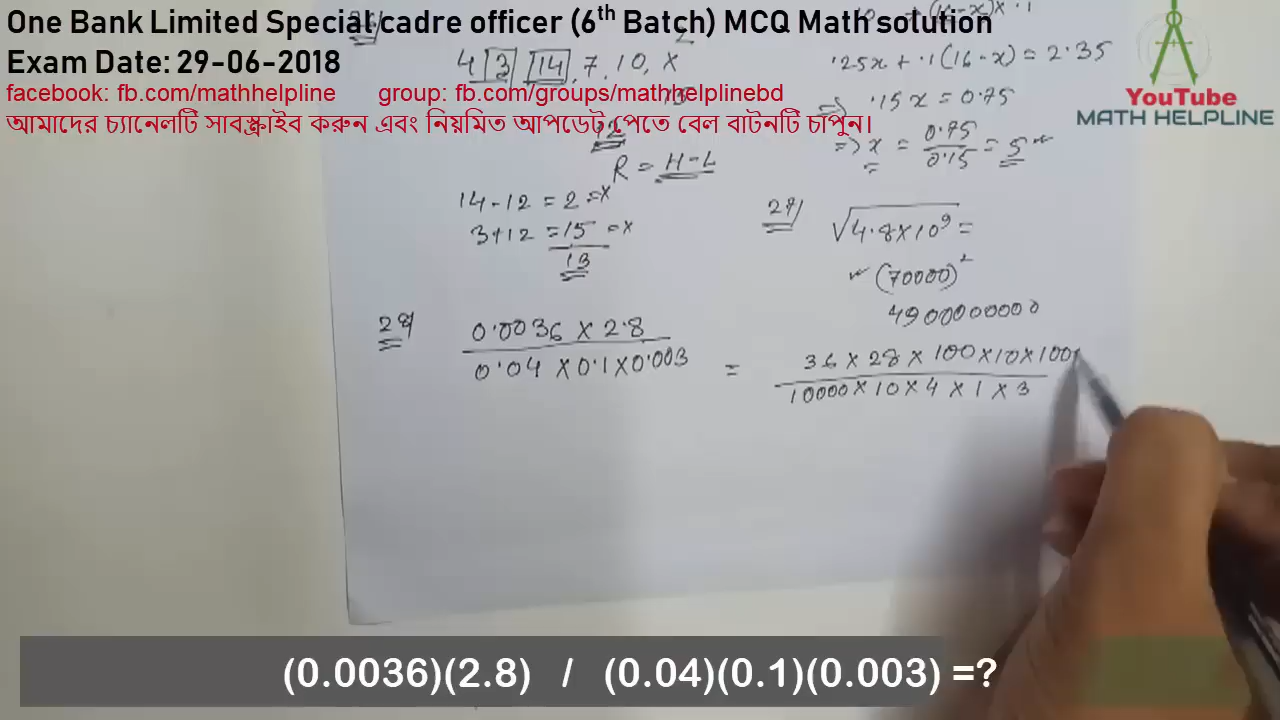 One Bank Limited Special cadre officer (6th Batch) MCQ Math solution
Exam Date: 29-06-2018
facebook: fb.com/mathhelpline group: fb.com/groups/mathhelplinebd
আমাদের চ্যানেলটি সাবস্ক্রাইব করুন এবং নিয়মিত আপডেট পেতে বেল বাটনটি চাপুন।
YouTube
MATH HELPLINE
4 3 14, 7, 10, x
R = H-L
14-12 = 2 = x
3+12 = 15 = x
13
.25x + .1(16-x) = 2.35
⇒ .15x = 0.75
⇒ x = 0.75 / 0.15 = 5
27/ √4.8×10⁹ =
(70000)²
4900000000
28/ 0.0036 × 2.8 / 0.04 × 0.1 × 0.003 = 36 × 28 × 100 × 10 × 100 / 10000 × 10 × 4 × 1 × 3
(0.0036)(2.8) / (0.04)(0.1)(0.003) =?